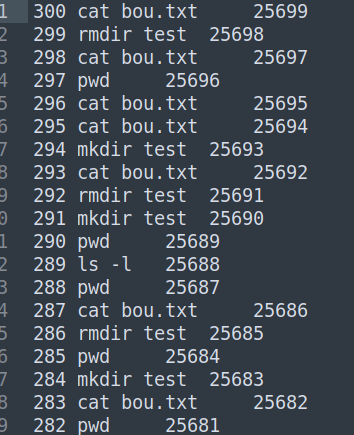 1 300 cat bou.txt 25699
2 299 rmdir test 25698
3 298 cat bou.txt 25697
4 297 pwd 25696
5 296 cat bou.txt 25695
6 295 cat bou.txt 25694
7 294 mkdir test 25693
8 293 cat bou.txt 25692
9 292 rmdir test 25691
0 291 mkdir test 25690
1 290 pwd 25689
2 289 ls -l 25688
3 288 pwd 25687
4 287 cat bou.txt 25686
5 286 rmdir test 25685
6 285 pwd 25684
7 284 mkdir test 25683
8 283 cat bou.txt 25682
9 282 pwd 25681